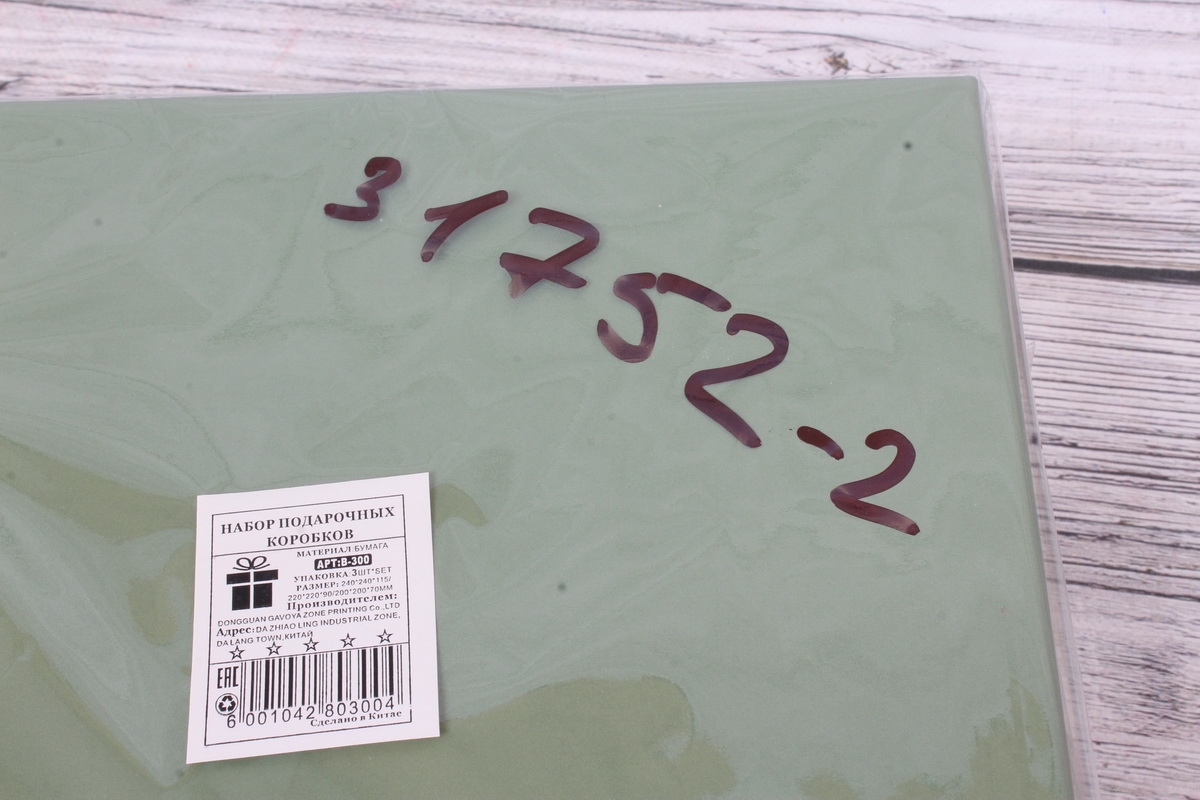 31752-2
НАБОР ПОДАРОЧНЫХ
КОРОБКОВ
МАТЕРИАЛ:БУМАГА
АРТ:B-300
УПАКОВКА 3ШТ*SET
РАЗМЕР: 240*240*115/
220*220*90/200*200*70MM
Производителем:
DONGGUAN GAVOYA ZONE PRINTING Co.,LTD
Адрес:DA ZHIAO LING INDUSTRIAL ZONE,
DA LANG TOWN,КИТАЙ
EAC
6 001042 803004
Сделано в Китае